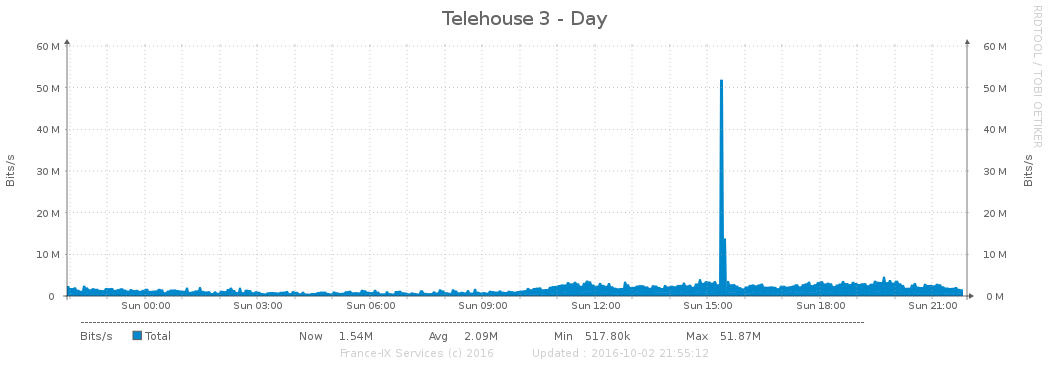 Telehouse 3 - Day
RRDTOOL / TOBI OETIKER
Bits/s
Bits/s
60 M 60 M
50 M 50 M
40 M 40 M
30 M 30 M
20 M 20 M
10 M 10 M
0 0 M
Sun 00:00 Sun 03:00 Sun 06:00 Sun 09:00 Sun 12:00 Sun 15:00 Sun 18:00 Sun 21:00
Bits/s Total Now 1.54M Avg 2.09M Min 517.80k Max 51.87M
France-IX Services (c) 2016 Updated : 2016-10-02 21:55:12